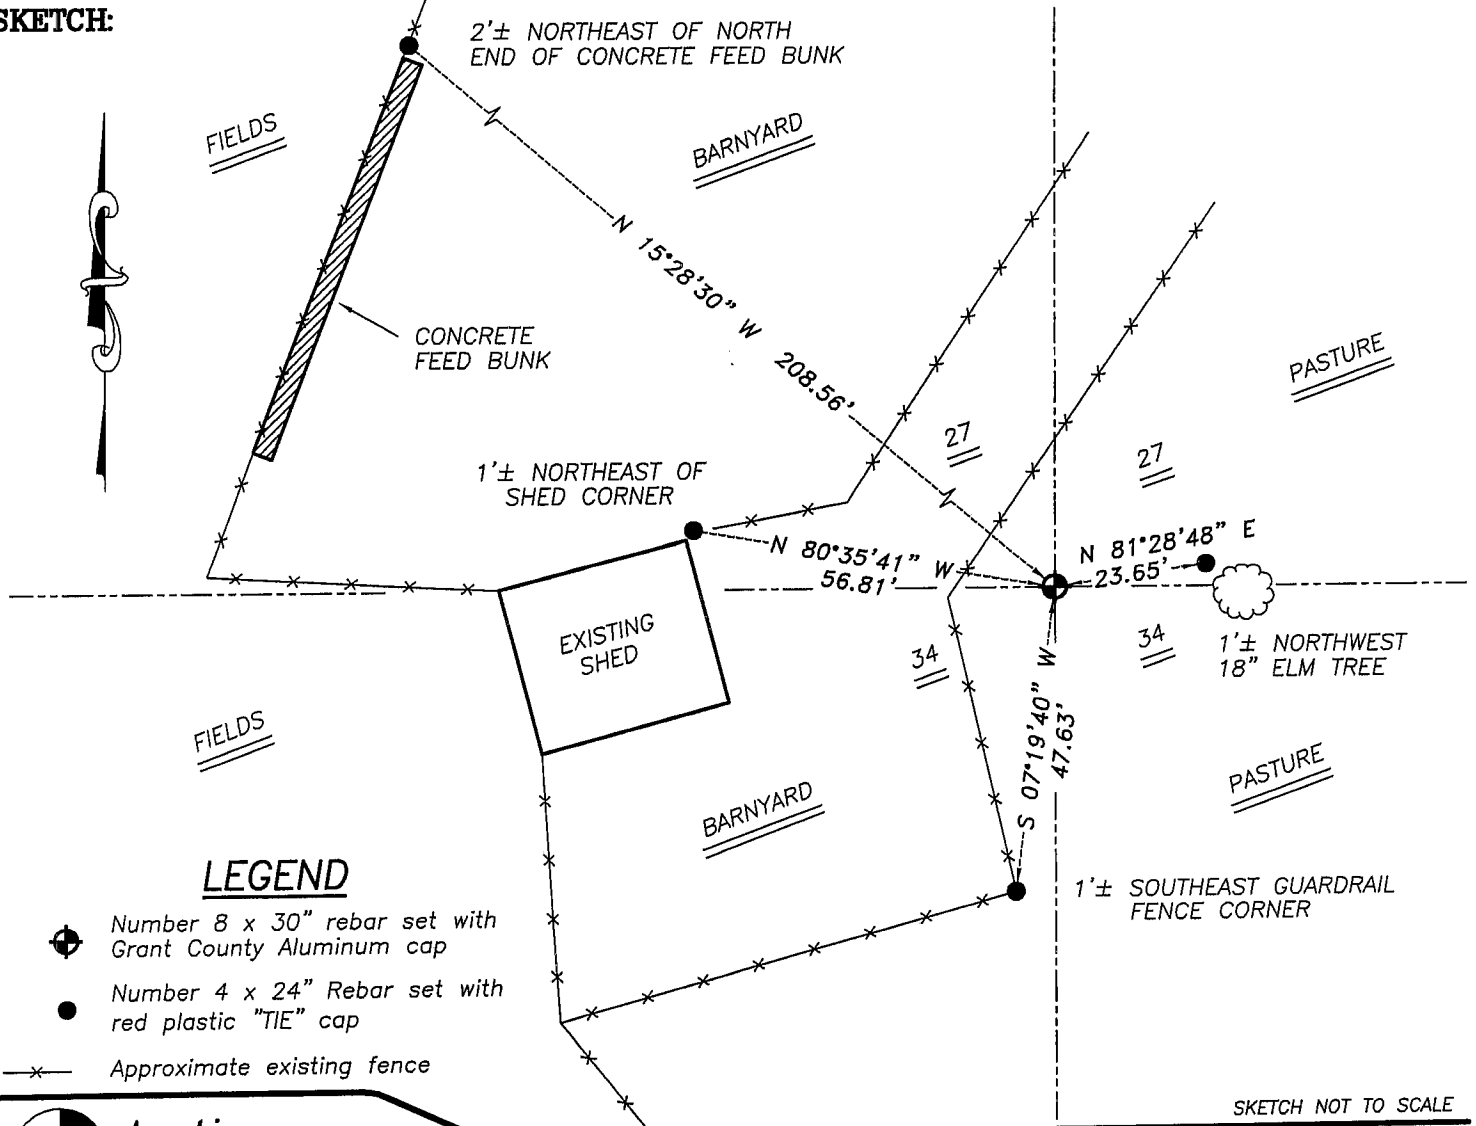 SKETCH:
2'± NORTHEAST OF NORTH
END OF CONCRETE FEED BUNK
FIELDS
BARNYARD
N 15°28'30" W 208.56'
CONCRETE
FEED BUNK
PASTURE
27
27
1'± NORTHEAST OF
SHED CORNER
N 80°35'41" W
56.81'
N 81°28'48" E
23.65'
EXISTING
SHED
34
34
1'± NORTHWEST
18" ELM TREE
S 07°19'40" W
47.63'
FIELDS
BARNYARD
PASTURE
1'± SOUTHEAST GUARDRAIL
FENCE CORNER
LEGEND
Number 8 x 30" rebar set with
Grant County Aluminum cap
Number 4 x 24" Rebar set with
red plastic "TIE" cap
Approximate existing fence
SKETCH NOT TO SCALE